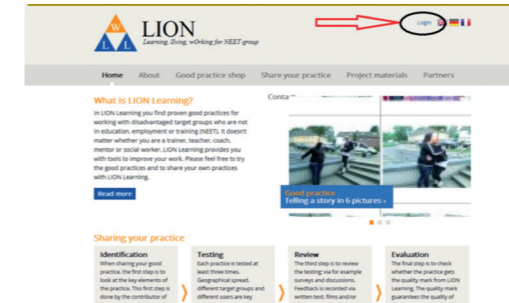 W
L L
LION
Learning, lIving, wOrking for NEET-group
Login
Home About Good practice shop Share your practice Project materials Partners
What is LION Learning?
In LION Learning you find proven good practices for
working with disadvantaged target groups who are not
in education, employment or training (NEET). It doesn't
matter whether you are a trainer, teacher, coach,
mentor or social worker. LION Learning provides you
with tools to improve your work. Please feel free to try
the good practices and to share your own practices
with LION Learning.
Read more
Good practice
Telling a story in 6 pictures ›
Sharing your practice
Identification
When sharing your good
practice, the first step is to
look at the key elements of
the practice. This first step is
done by the contributor of
Testing
Each practice is tested at
least three times.
Geographical spread,
different target groups and
different users are key
Review
The third step is to review
the testing: via for example
surveys and discussions.
Feedback is recorded via
written text, films and/or
Evaluation
The final step is to check
whether the practice gets
the quality mark from LION
Learning. The quality mark
guarantees the quality of